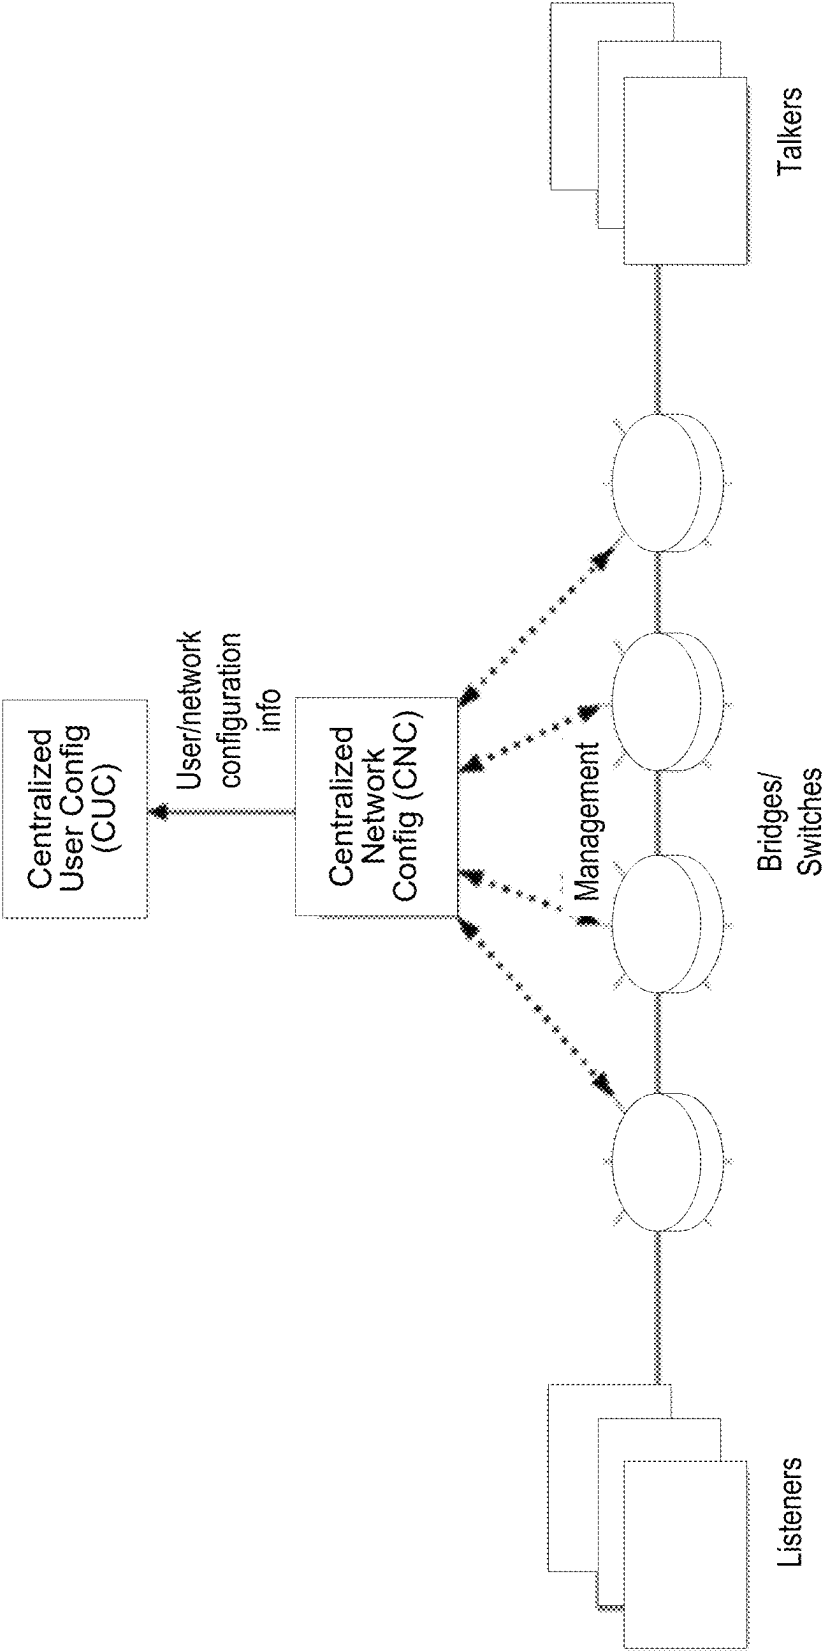 Centralized
User Config
(CUC)
User/network
configuration
info
Centralized
Network
Config (CNC)
Management
Listeners
Bridges/
Switches
Talkers